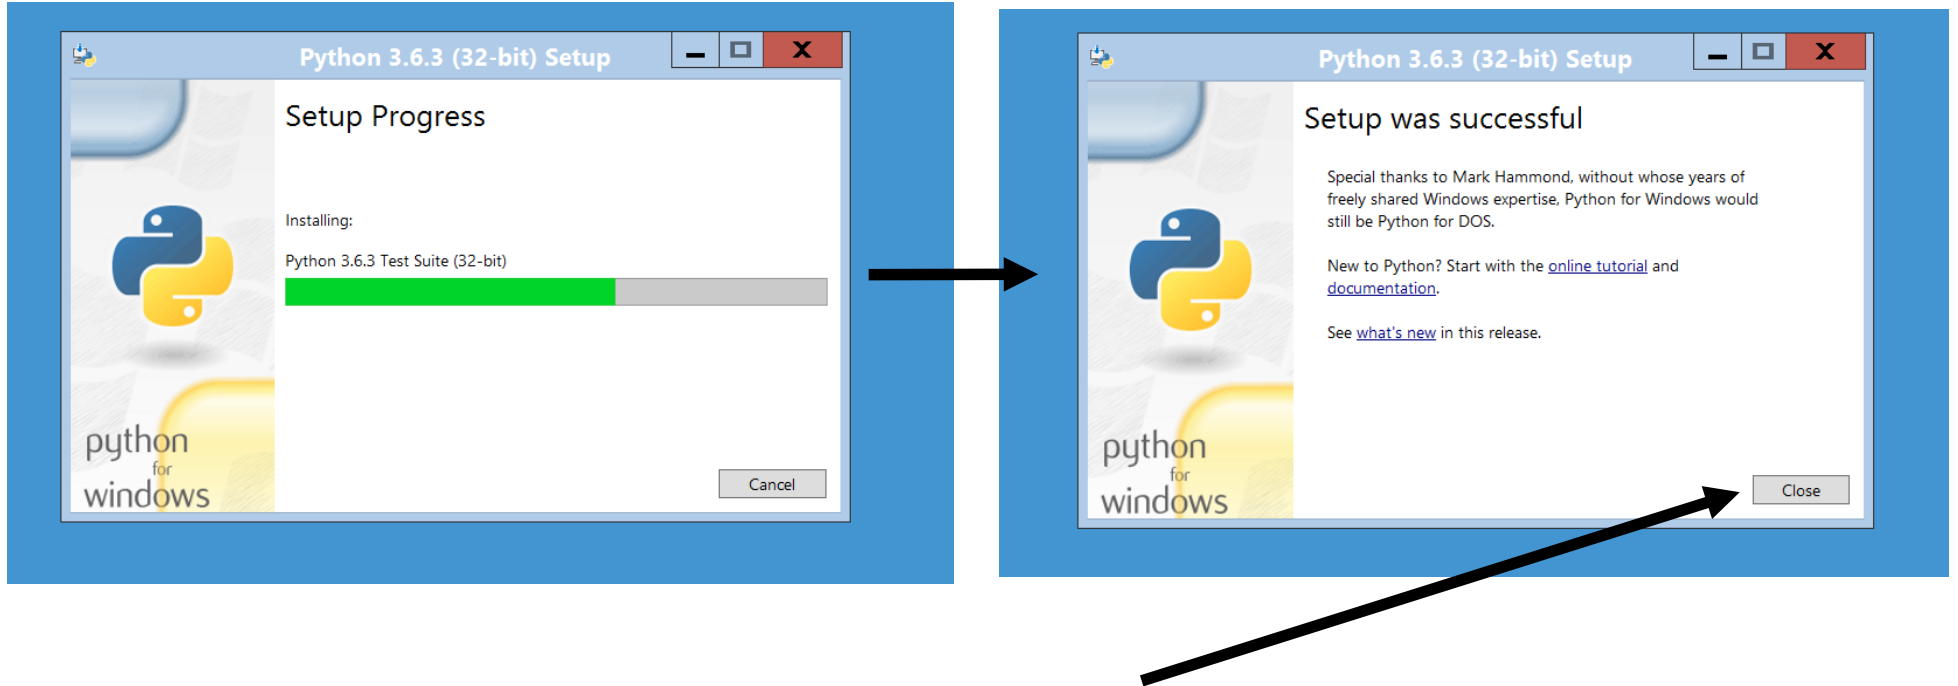 Python 3.6.3 (32-bit) Setup
Setup Progress
Installing:
Python 3.6.3 Test Suite (32-bit)
python
for
windows
Cancel
Python 3.6.3 (32-bit) Setup
Setup was successful
Special thanks to Mark Hammond, without whose years of
freely shared Windows expertise, Python for Windows would
still be Python for DOS.
New to Python? Start with the online tutorial and
documentation.
See what's new in this release.
python
for
windows
Close